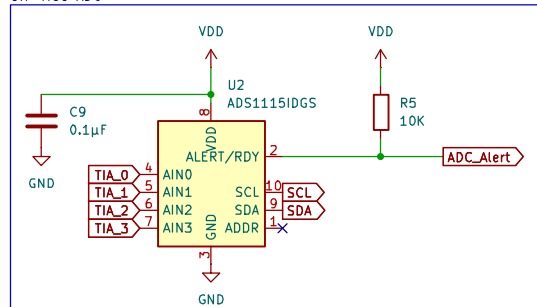 VDD
VDD
U2
ADS1115IDGS
C9
0.1µF
8
VDD
R5
10K
ALERT/RDY
2
ADC_Alert
GND
TIA_0
4
AIN0
TIA_1
5
AIN1
SCL
10
SCL
TIA_2
6
AIN2
SDA
9
SDA
TIA_3
7
AIN3
GND
ADDR
1
3
GND